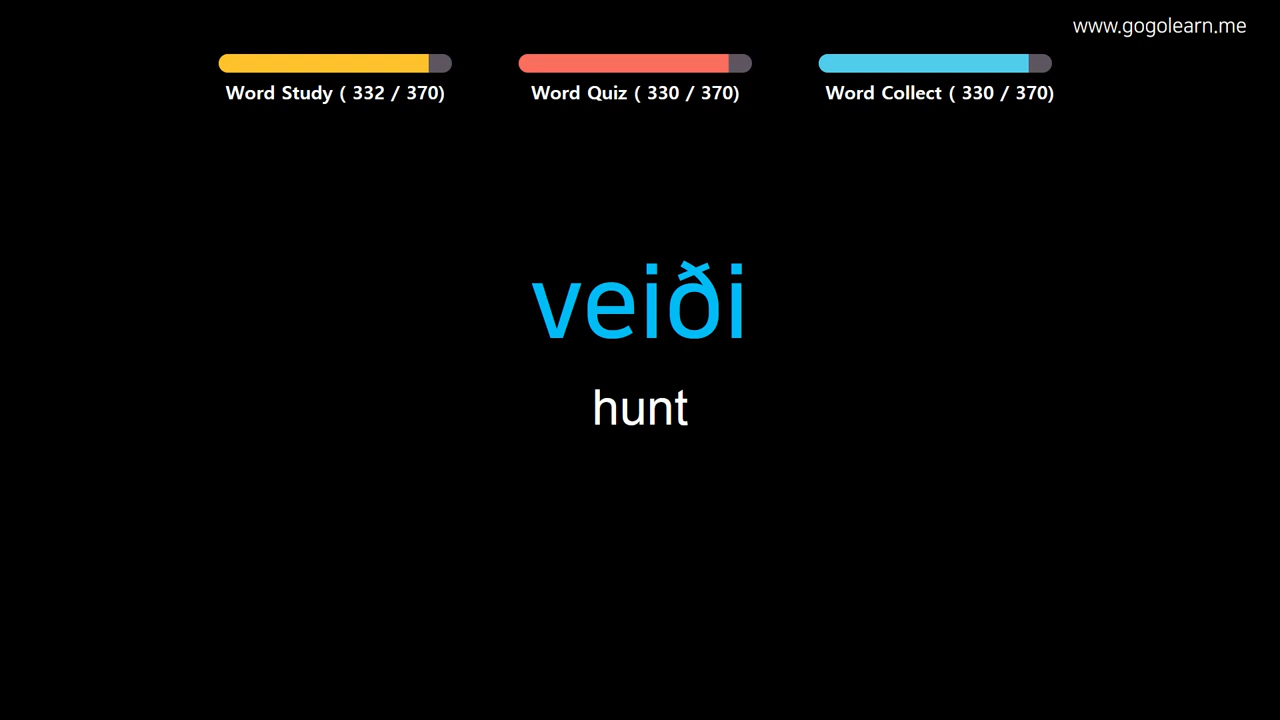 www.gogolearn.me
Word Study ( 332 / 370)
Word Quiz ( 330 / 370)
Word Collect ( 330 / 370)
veiði
hunt